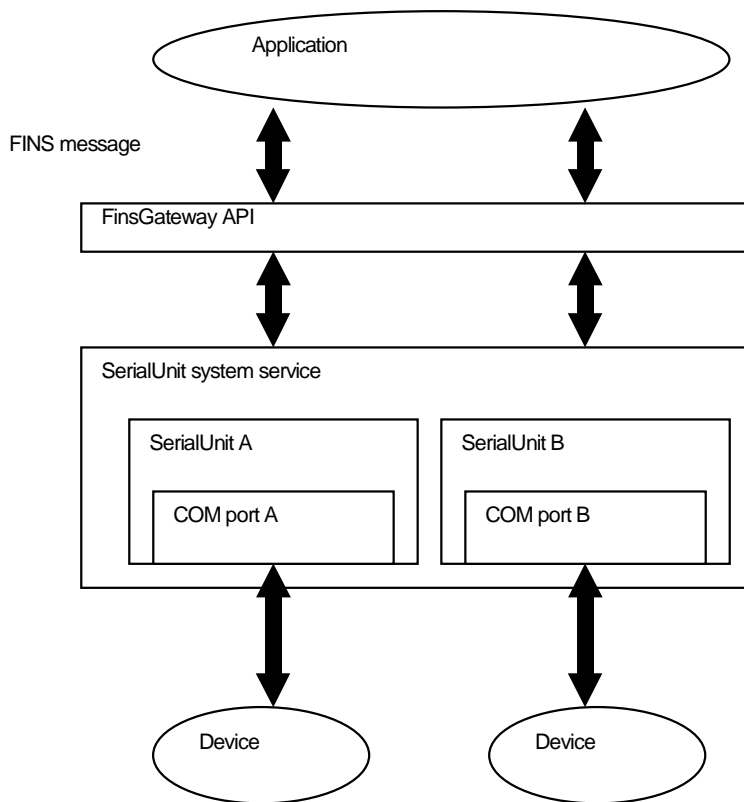 Application
FINS message
FinsGateway API
SerialUnit system service
SerialUnit A
SerialUnit B
COM port A
COM port B
Device
Device